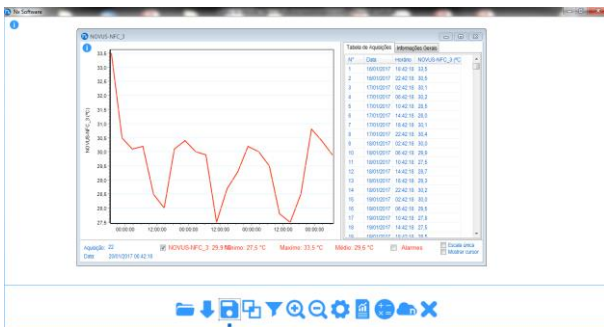 Nx Software
NOVUS-NFC_3
Tabela de Aquisições Informações Gerais
N° Data Horário NOVUS-NFC_3 (ºC)
1 16/01/2017 18:42:18 33,5
2 16/01/2017 22:42:18 30,5
3 17/01/2017 02:42:18 30,1
4 17/01/2017 06:42:18 30,2
5 17/01/2017 10:42:18 28,5
6 17/01/2017 14:42:18 28,0
7 17/01/2017 18:42:18 30,1
8 17/01/2017 22:42:18 30,4
9 18/01/2017 02:42:18 30,0
10 18/01/2017 06:42:18 29,9
11 18/01/2017 10:42:18 27,5
12 18/01/2017 14:42:18 28,7
13 18/01/2017 18:42:18 29,3
14 18/01/2017 22:42:18 30,2
15 19/01/2017 02:42:18 30,0
16 19/01/2017 06:42:18 29,5
17 19/01/2017 10:42:18 27,8
18 19/01/2017 14:42:18 27,5
33,5
33,0
32,5
32,0
31,5
31,0
30,5
30,0
29,5
29,0
28,5
28,0
27,5
NOVUS-NFC_3 (ºC)
00:00:00 12:00:00 00:00:00 12:00:00 00:00:00 12:00:00 00:00:00
Aquisição: 22 NOVUS-NFC_3 29,9 Mínimo: 27,5 °C Maximo: 33,5 °C Médio: 29,6 °C Alarmes Escala única
Data 20/01/2017 06:42:18 Mostrar cursor